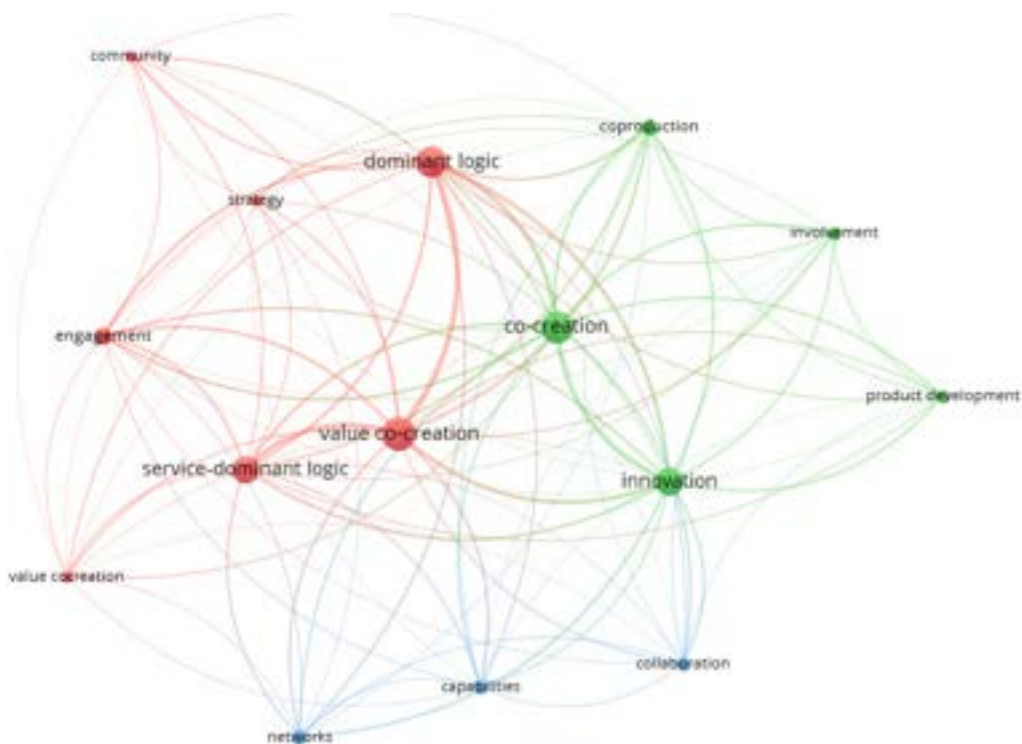 community
coproduction
dominant logic
strategy
involvement
co-creation
engagement
product development
value co-creation
service-dominant logic
innovation
value cocreation
collaboration
capabilities
networks